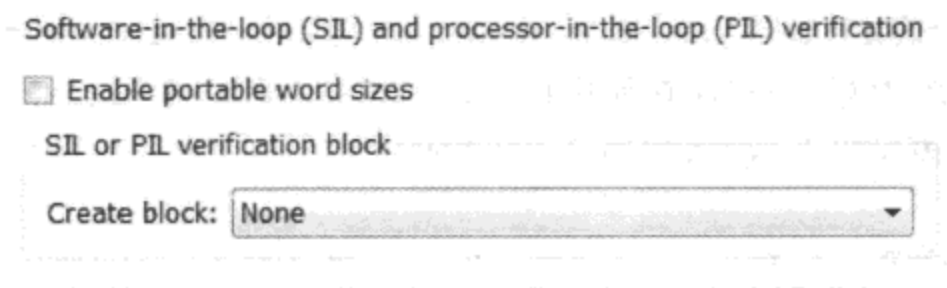 Software-in-the-loop (SIL) and processor-in-the-loop (PIL) verification
Enable portable word sizes
SIL or PIL verification block
Create block: None